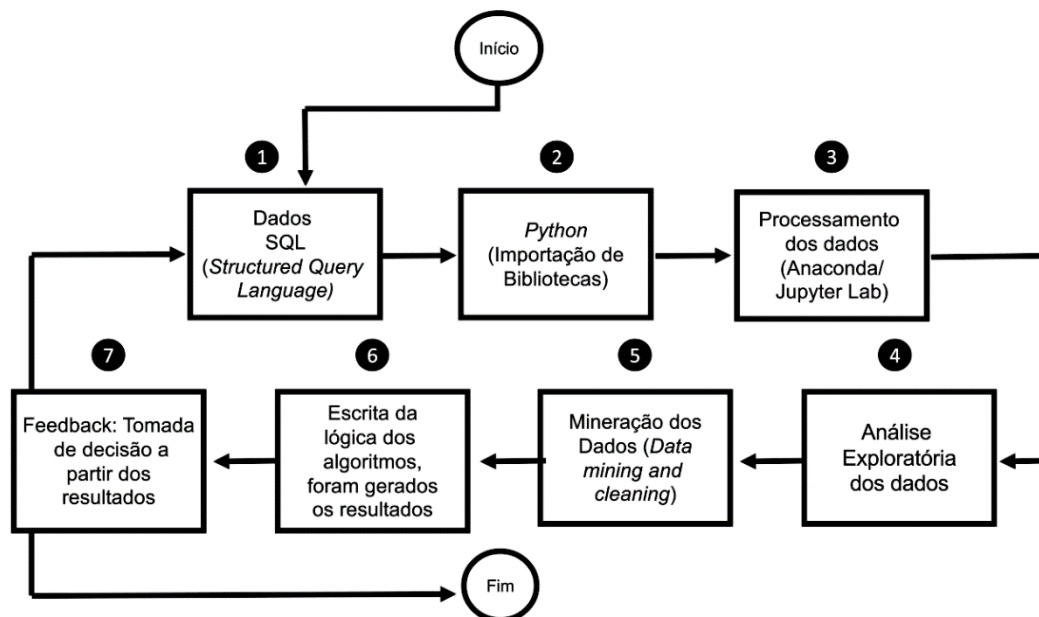 Início
1
Dados
SQL
(Structured Query
Language)
2
Python
(Importação de
Bibliotecas)
3
Processamento
dos dados
(Anaconda/
Jupyter Lab)
4
Análise
Exploratória
dos dados
5
Mineração dos
Dados (Data
mining and
cleaning)
6
Escrita da
lógica dos
algoritmos,
foram gerados
os resultados
7
Feedback: Tomada
de decisão a
partir dos
resultados
Fim